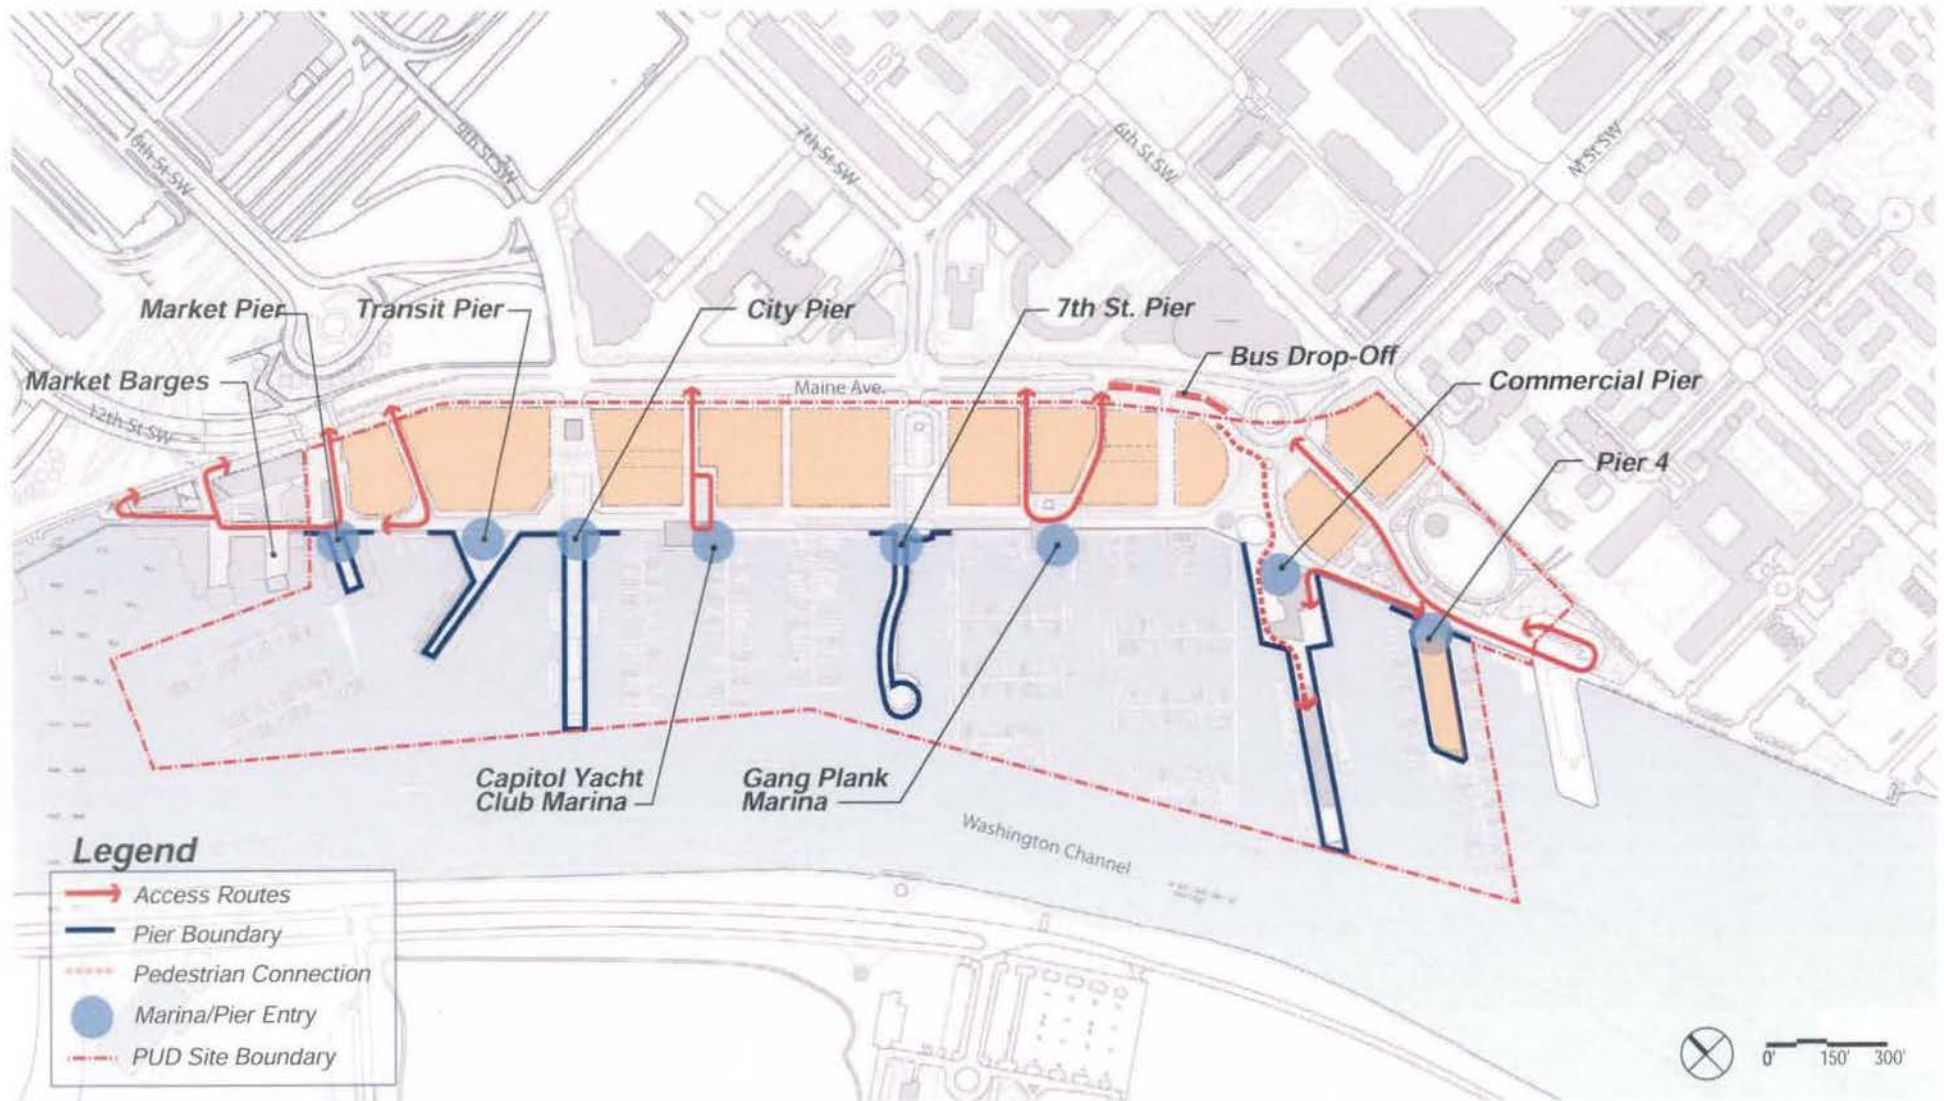 10th St SW
9th St SW
7th St SW
6th St SW
M St SW
Market Pier
Transit Pier
City Pier
7th St. Pier
Bus Drop-Off
Market Barges
Maine Ave.
Commercial Pier
12th St SW
Pier 4
Capitol Yacht
Club Marina
Gang Plank
Marina
Washington Channel
Legend
Access Routes
Pier Boundary
Pedestrian Connection
Marina/Pier Entry
PUD Site Boundary
0'
150'
300'